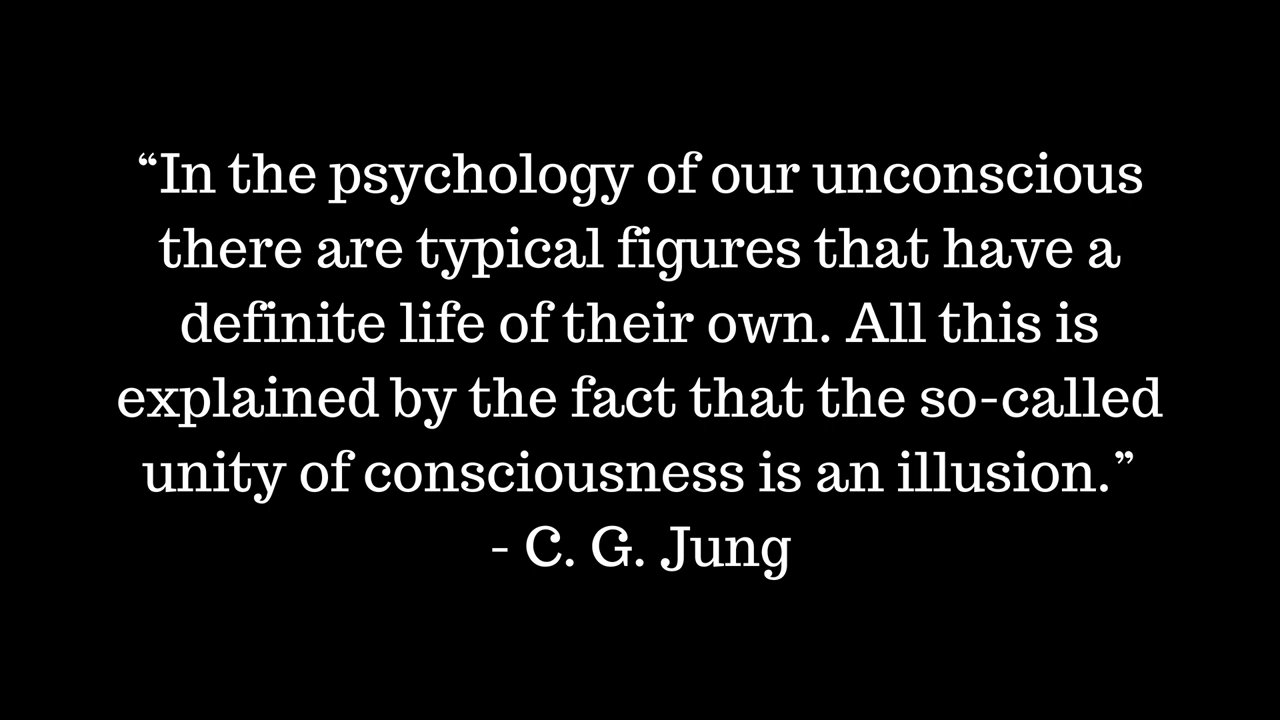 “In the psychology of our unconscious
there are typical figures that have a
definite life of their own. All this is
explained by the fact that the so-called
unity of consciousness is an illusion.”
- C. G. Jung